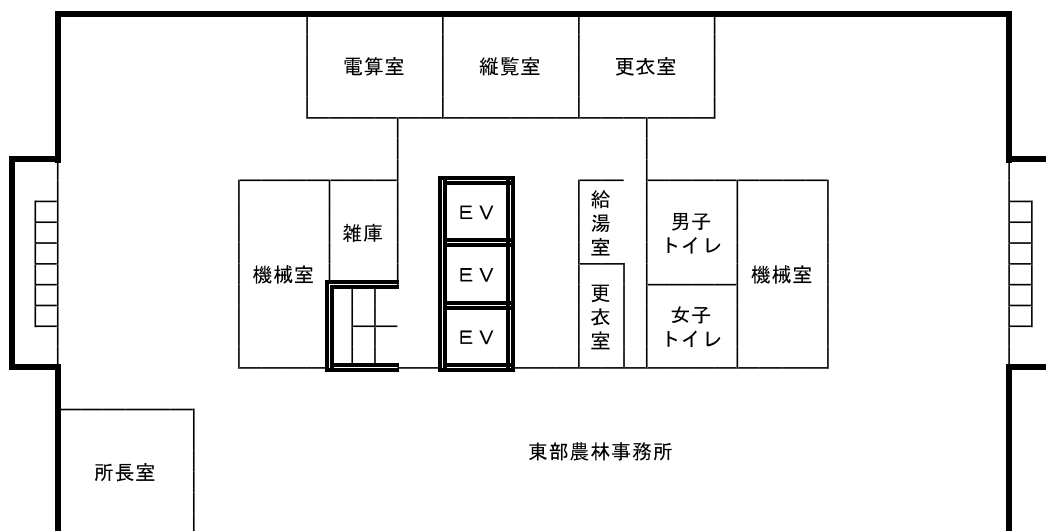 電算室
縦覧室
更衣室
ＥＶ
ＥＶ
ＥＶ
雑庫
機械室
給湯室
更衣室
男子
トイレ
女子
トイレ
機械室
東部農林事務所
所長室